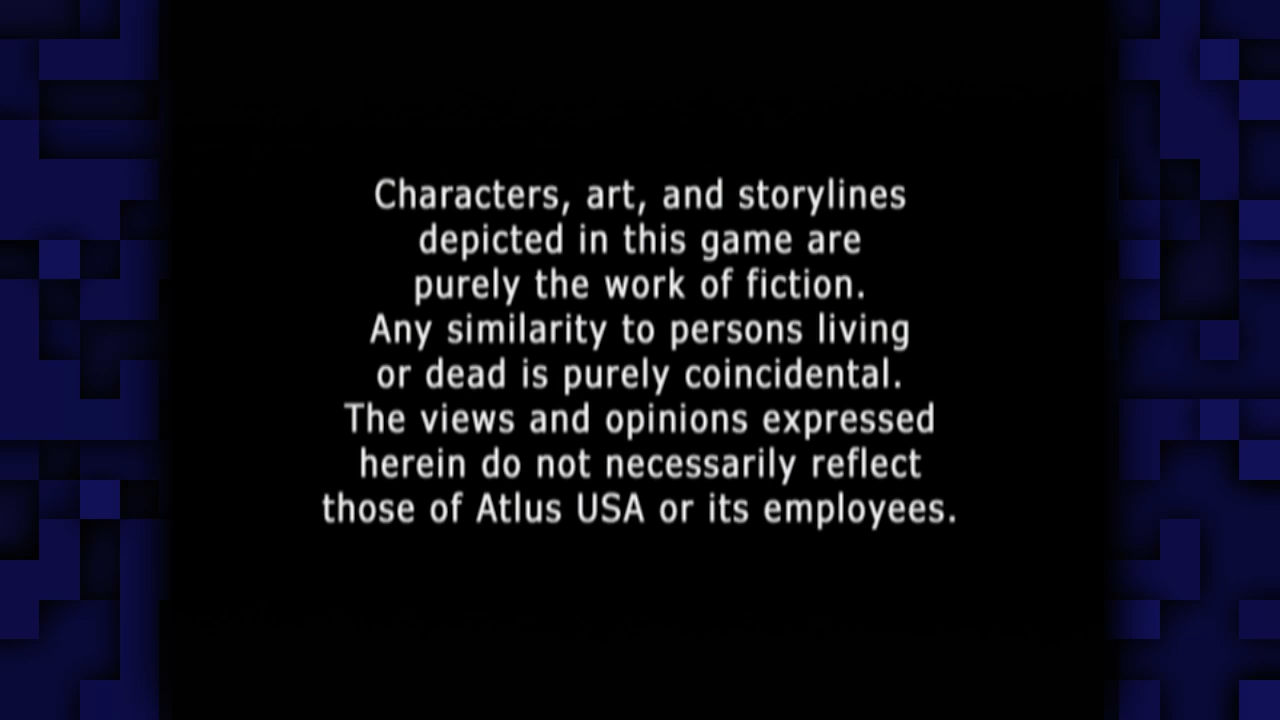 Characters, art, and storylines
depicted in this game are
purely the work of fiction.
Any similarity to persons living
or dead is purely coincidental.
The views and opinions expressed
herein do not necessarily reflect
those of Atlus USA or its employees.